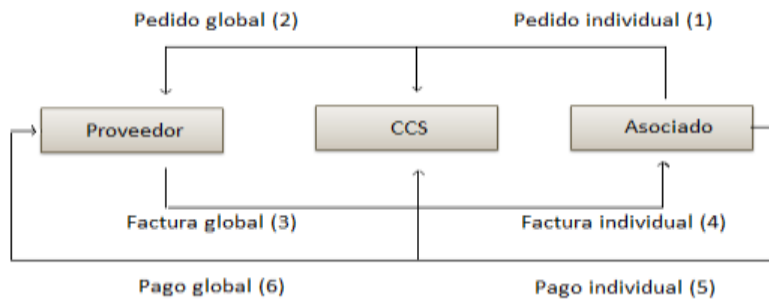 Pedido global (2)
Pedido individual (1)
Proveedor
CCS
Asociado
Factura global (3)
Factura individual (4)
Pago global (6)
Pago individual (5)